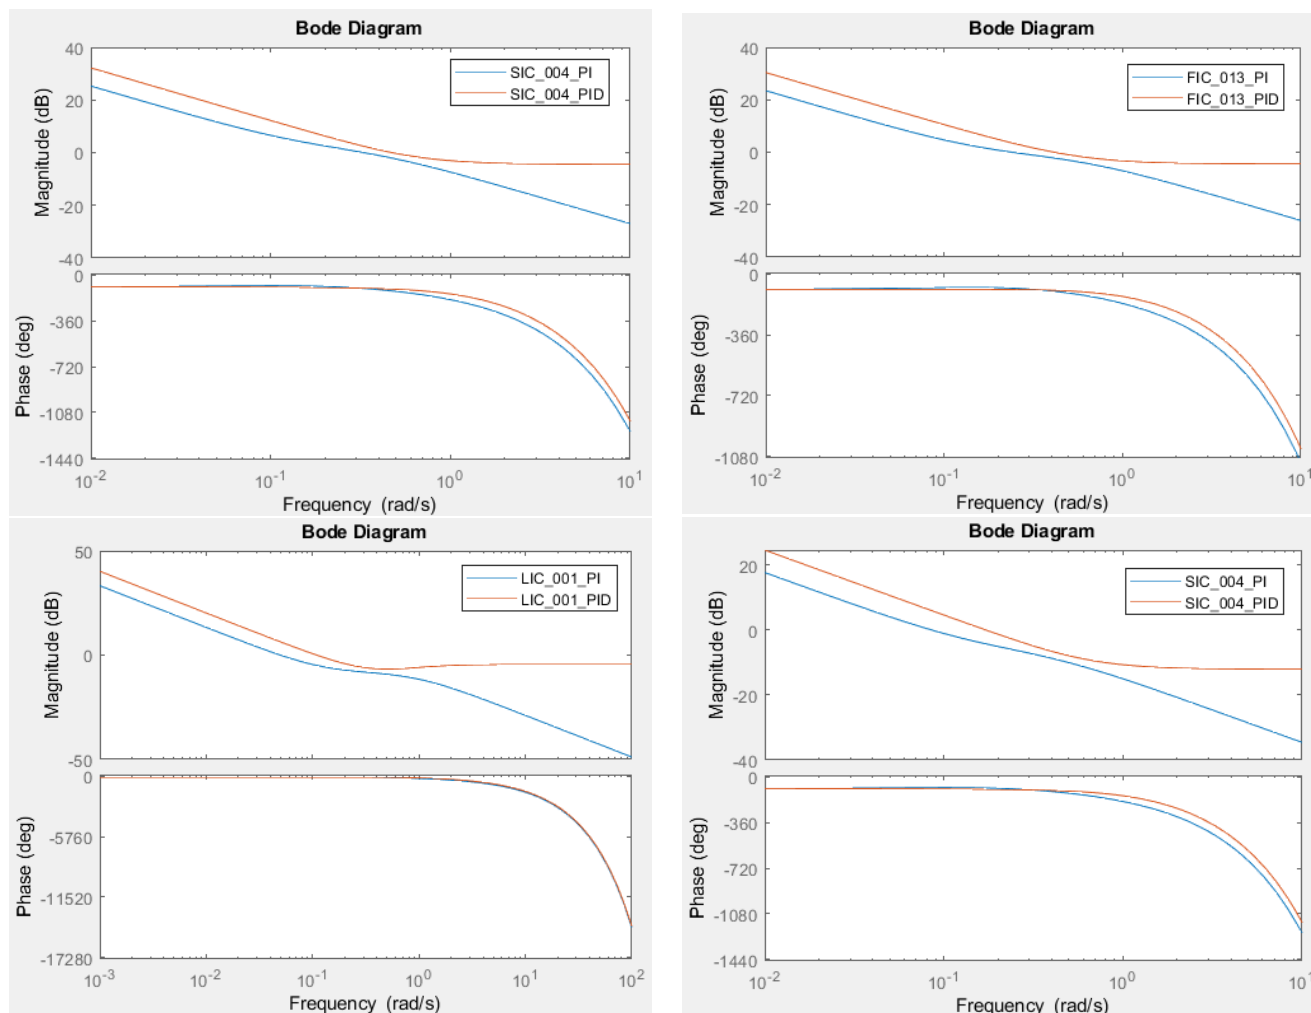 Bode Diagram
Magnitude (dB)
40
20
0
-20
-40
SIC_004_PI
SIC_004_PID
Phase (deg)
0
-360
-720
-1080
-1440
10^-2
10^-1
10^0
10^1
Frequency (rad/s)
Bode Diagram
Magnitude (dB)
40
20
0
-20
-40
FIC_013_PI
FIC_013_PID
Phase (deg)
0
-360
-720
-1080
10^-2
10^-1
10^0
10^1
Frequency (rad/s)
Bode Diagram
Magnitude (dB)
50
0
-50
LIC_001_PI
LIC_001_PID
Phase (deg)
0
-5760
-11520
-17280
10^-3
10^-2
10^-1
10^0
10^1
10^2
Frequency (rad/s)
Bode Diagram
Magnitude (dB)
20
0
-20
-40
SIC_004_PI
SIC_004_PID
Phase (deg)
0
-360
-720
-1080
-1440
10^-2
10^-1
10^0
10^1
Frequency (rad/s)